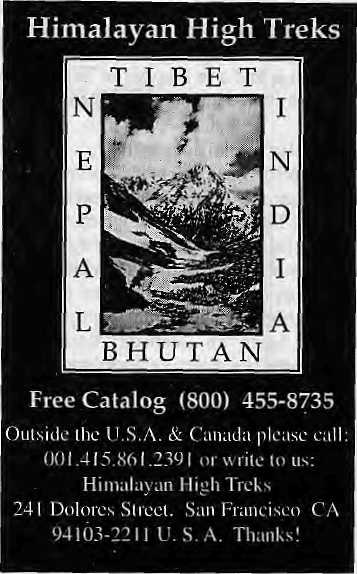 Himalayan High Treks
TIBET
NEPAL
INDIA
BHUTAN
Free Catalog (800) 455-8735
Outside the U.S.A. & Canada please call:
001.415.861.2391 or write to us:
Himalayan High Treks
241 Dolores Street. San Francisco CA
94103-2211 U. S. A. Thanks!